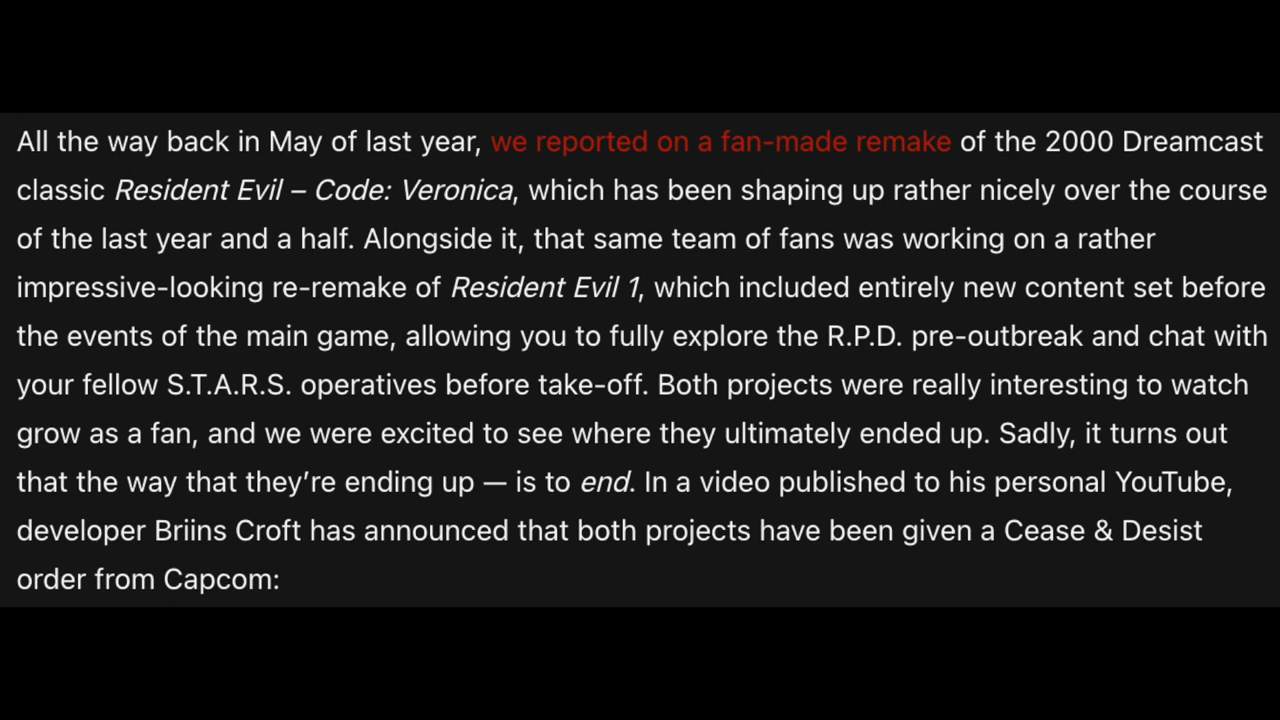 All the way back in May of last year, we reported on a fan-made remake of the 2000 Dreamcast
classic Resident Evil – Code: Veronica, which has been shaping up rather nicely over the course
of the last year and a half. Alongside it, that same team of fans was working on a rather
impressive-looking re-remake of Resident Evil 1, which included entirely new content set before
the events of the main game, allowing you to fully explore the R.P.D. pre-outbreak and chat with
your fellow S.T.A.R.S. operatives before take-off. Both projects were really interesting to watch
grow as a fan, and we were excited to see where they ultimately ended up. Sadly, it turns out
that the way that they’re ending up — is to end. In a video published to his personal YouTube,
developer Briins Croft has announced that both projects have been given a Cease & Desist
order from Capcom: